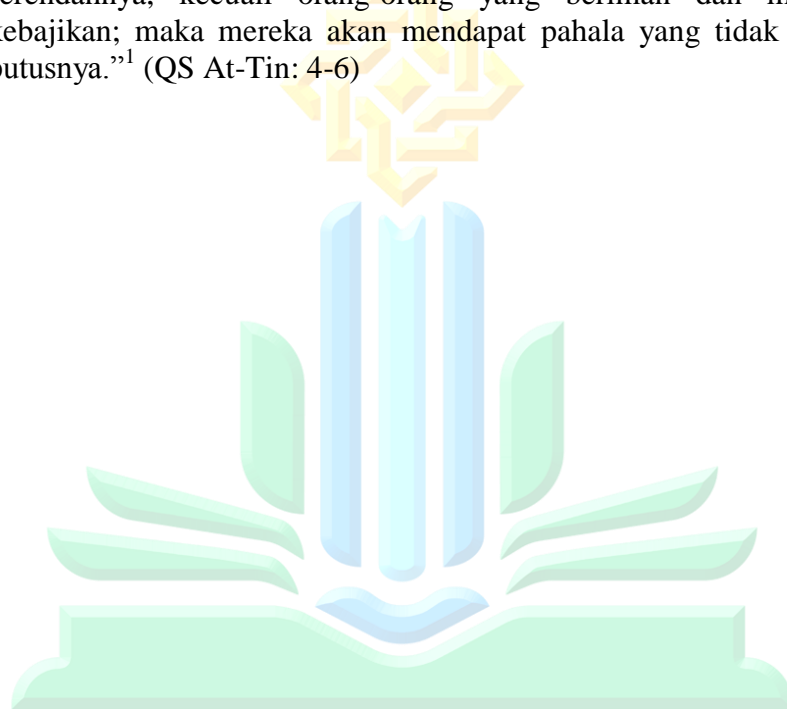 kecuali orang-orang yang beriman dan
kebajikan; maka mereka akan mendapat pahala yang tidak
putusnya.”¹ (QS At-Tin: 4-6)